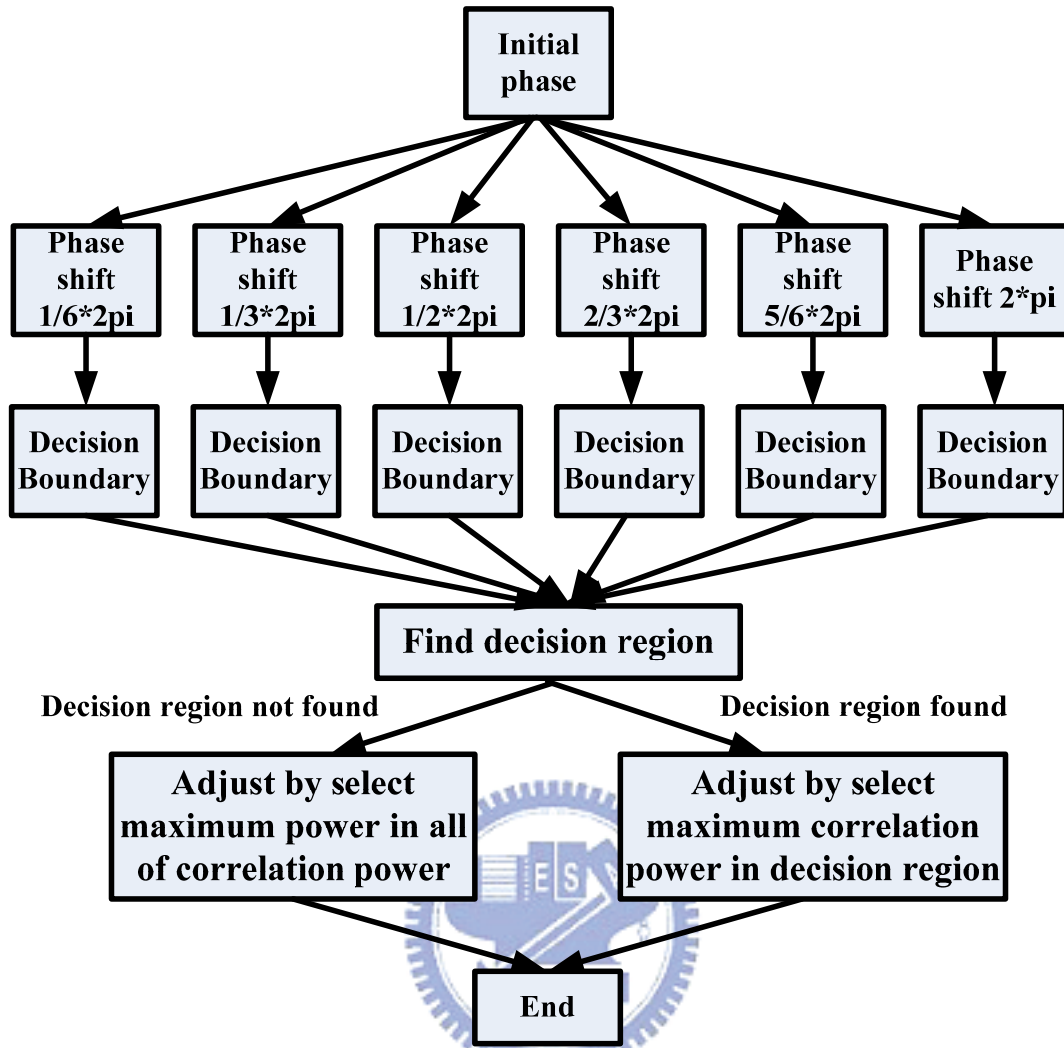 Initial
phase
Phase
shift
1/6*2pi
Phase
shift
1/3*2pi
Phase
shift
1/2*2pi
Phase
shift
2/3*2pi
Phase
shift
5/6*2pi
Phase
shift 2*pi
Decision
Boundary
Decision
Boundary
Decision
Boundary
Decision
Boundary
Decision
Boundary
Decision
Boundary
Find decision region
Decision region not found
Decision region found
Adjust by select
maximum power in all
of correlation power
Adjust by select
maximum correlation
power in decision region
ES
End